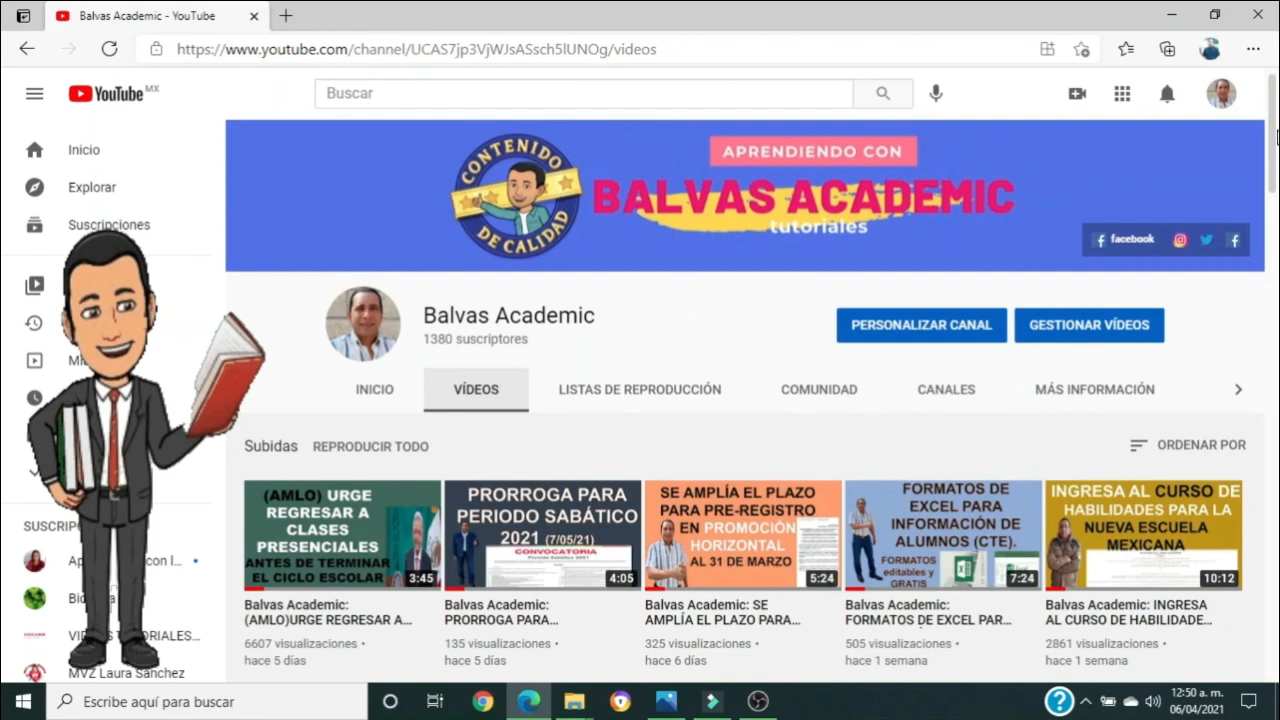 Balvas Academic - YouTube
https://www.youtube.com/channel/UCAS7jp3VjWJsASsch5lUNOg/videos
YouTube MX
Buscar
Inicio
Explorar
Suscripciones
CONTENIDO
DE CALIDAD
APRENDIENDO CON
BALVAS ACADEMIC
tutoriales
facebook
Balvas Academic
1380 suscriptores
PERSONALIZAR CANAL
GESTIONAR VÍDEOS
INICIO
VÍDEOS
LISTAS DE REPRODUCCIÓN
COMUNIDAD
CANALES
MÁS INFORMACIÓN
Subidas
REPRODUCIR TODO
ORDENAR POR
(AMLO) URGE
REGRESAR A
CLASES
PRESENCIALES
ANTES DE TERMINAR
EL CICLO ESCOLAR
3:45
Balvas Academic:
(AMLO)URGE REGRESAR A...
6607 visualizaciones •
hace 5 días
PRORROGA PARA
PERIODO SABÁTICO
2021 (7/05/21)
CONVOCATORIA
4:05
Balvas Academic:
PRORROGA PARA...
135 visualizaciones •
hace 5 días
SE AMPLÍA EL PLAZO
PARA PRE-REGISTRO
EN PROMOCIÓN
HORIZONTAL
AL 31 DE MARZO
5:24
Balvas Academic: SE
AMPLÍA EL PLAZO PARA...
325 visualizaciones •
hace 6 días
FORMATOS DE
EXCEL PARA
INFORMACIÓN DE
ALUMNOS (CTE).
FORMATOS
editables y
GRATIS
7:24
Balvas Academic:
FORMATOS DE EXCEL PAR...
505 visualizaciones •
hace 1 semana
INGRESA AL CURSO DE
HABILIDADES PARA LA
NUEVA ESCUELA
MEXICANA
10:12
Balvas Academic: INGRESA
AL CURSO DE HABILIDADE...
2861 visualizaciones •
hace 1 semana
MVZ Laura Sanchez
Escribe aquí para buscar
12:50 a. m.
06/04/2021